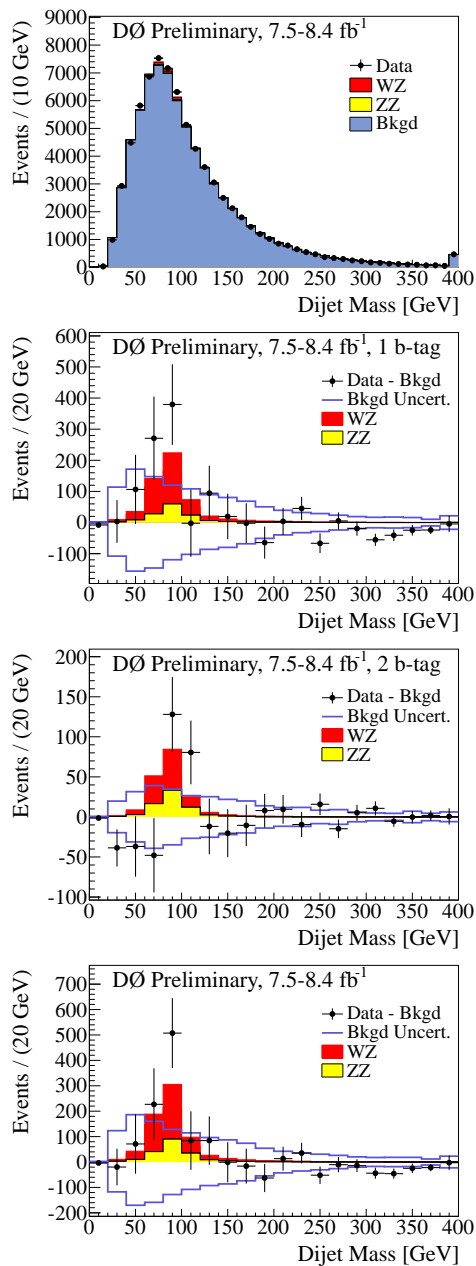 DØ Preliminary, 7.5-8.4 fb-1
Events / (10 GeV)
9000
8000
7000
6000
5000
4000
3000
2000
1000
0
Data
WZ
ZZ
Bkgd
0 50 100 150 200 250 300 350 400
Dijet Mass [GeV]
DØ Preliminary, 7.5-8.4 fb-1, 1 b-tag
Events / (20 GeV)
600
500
400
300
200
100
0
-100
Data - Bkgd
Bkgd Uncert.
WZ
ZZ
0 50 100 150 200 250 300 350 400
Dijet Mass [GeV]
DØ Preliminary, 7.5-8.4 fb-1, 2 b-tag
Events / (20 GeV)
200
150
100
50
0
-50
-100
Data - Bkgd
Bkgd Uncert.
WZ
ZZ
0 50 100 150 200 250 300 350 400
Dijet Mass [GeV]
DØ Preliminary, 7.5-8.4 fb-1
Events / (20 GeV)
700
600
500
400
300
200
100
0
-100
-200
Data - Bkgd
Bkgd Uncert.
WZ
ZZ
0 50 100 150 200 250 300 350 400
Dijet Mass [GeV]